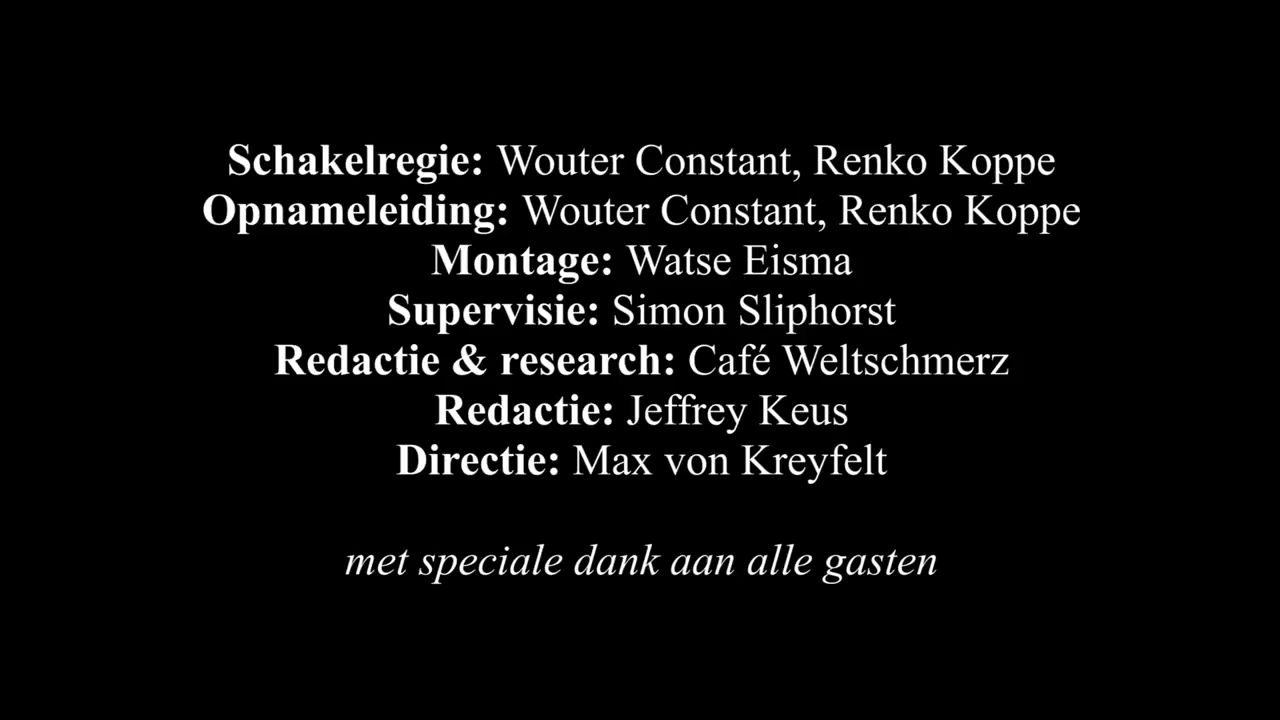 Schakelregie: Wouter Constant, Renko Koppe
Opnameleiding: Wouter Constant, Renko Koppe
Montage: Watse Eisma
Supervisie: Simon Sliphorst
Redactie & research: Café Weltschmerz
Redactie: Jeffrey Keus
Directie: Max von Kreyfelt
met speciale dank aan alle gasten